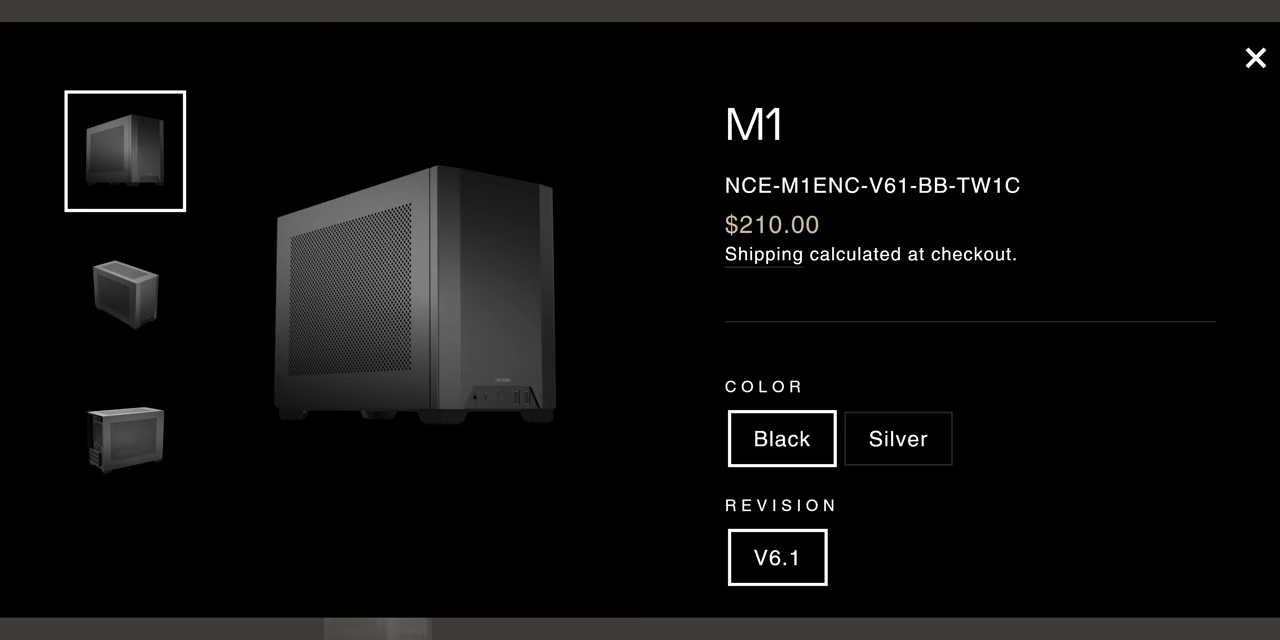 M1
NCE-M1ENC-V61-BB-TW1C
$210.00
Shipping calculated at checkout.
COLOR
Black
Silver
REVISION
V6.1